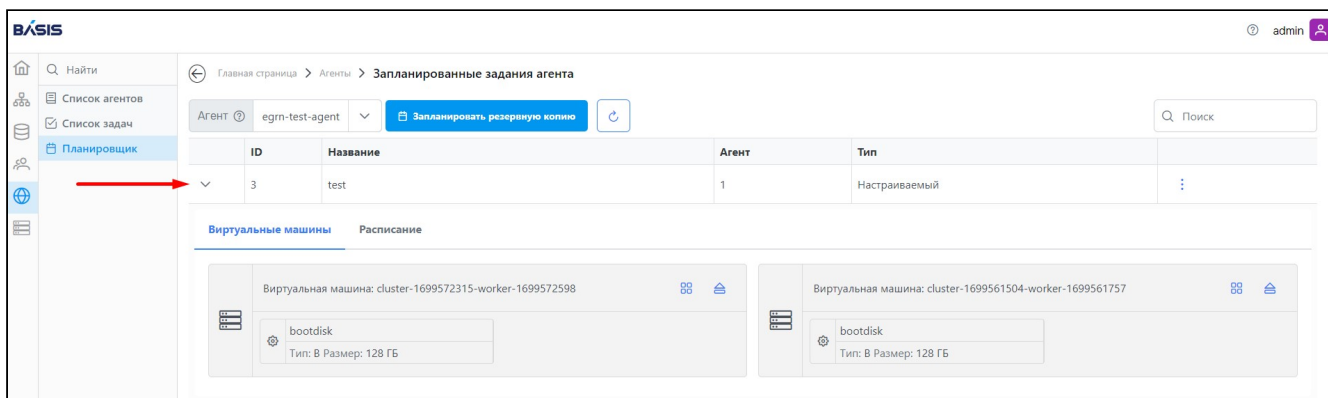 BASIS
admin
Найти
Главная страница > Агенты > Запланированные задания агента
Список агентов
Список задач
Планировщик
Агент egrn-test-agent Запланировать резервную копию Поиск
ID Название Агент Тип
3 test 1 Настраиваемый
Виртуальные машины Расписание
Виртуальная машина: cluster-1699572315-worker-1699572598
bootdisk
Тип: B Размер: 128 ГБ
Виртуальная машина: cluster-1699561504-worker-1699561757
bootdisk
Тип: B Размер: 128 ГБ